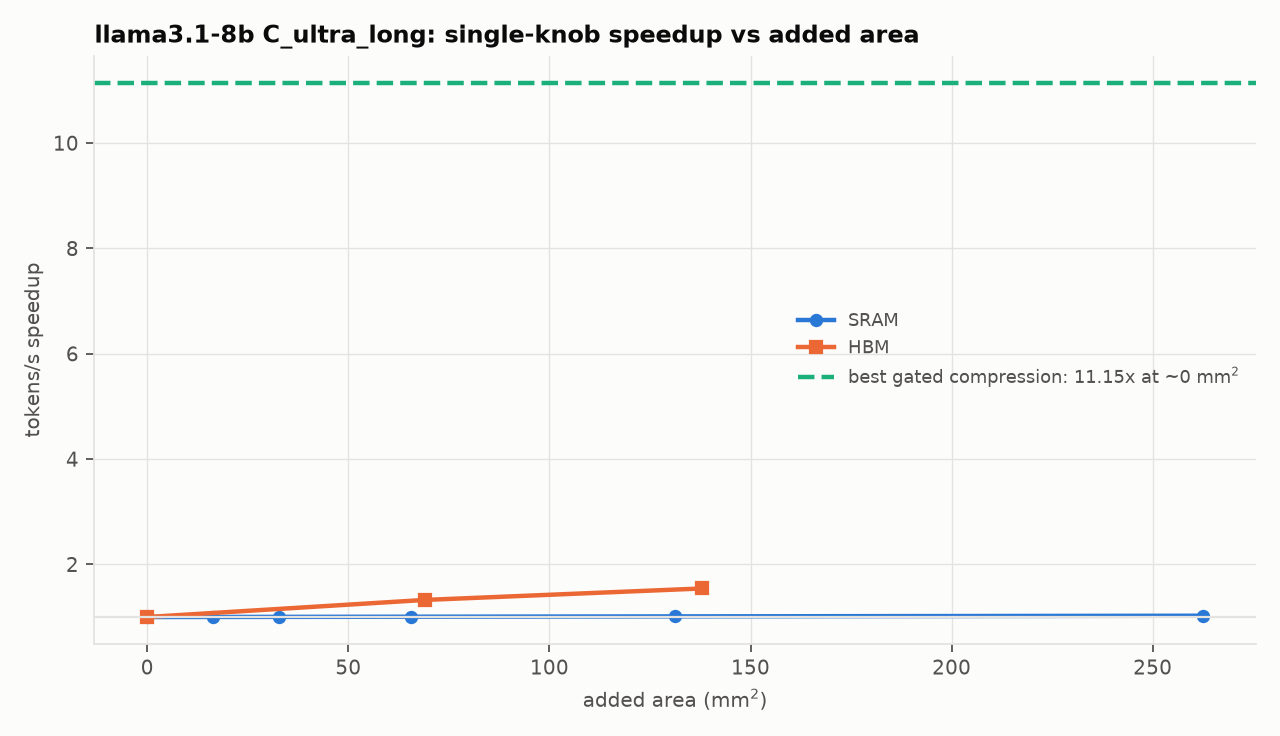 llama3.1-8b C_ultra_long: single-knob speedup vs added area
tokens/s speedup
10
8
6
4
2
SRAM
HBM
best gated compression: 11.15x at ~0 mm²
0
50
100
150
200
250
added area (mm²)